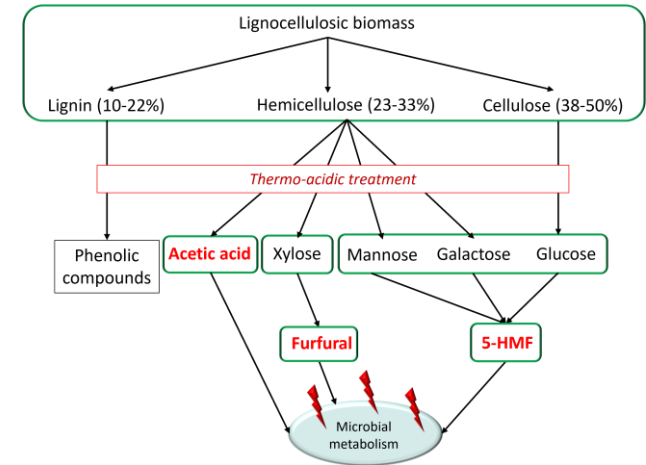 Lignocellulosic biomass
Lignin (10-22%)
Hemicellulose (23-33%)
Cellulose (38-50%)
Thermo-acidic treatment
Phenolic
compounds
Acetic acid
Xylose
Mannose
Galactose
Glucose
Furfural
5-HMF
Microbial
metabolism